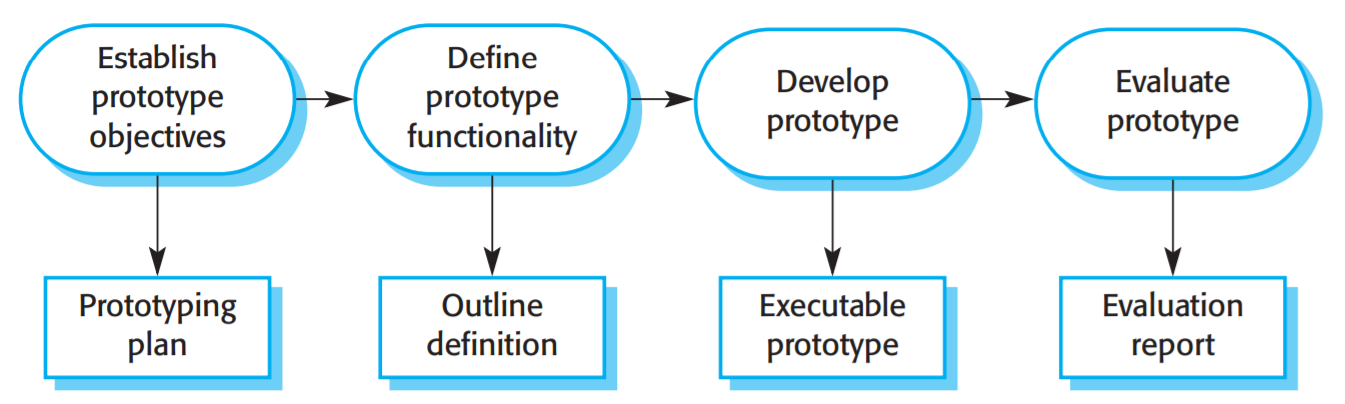 Establish
prototype
objectives
Define
prototype
functionality
Develop
prototype
Evaluate
prototype
Prototyping
plan
Outline
definition
Executable
prototype
Evaluation
report